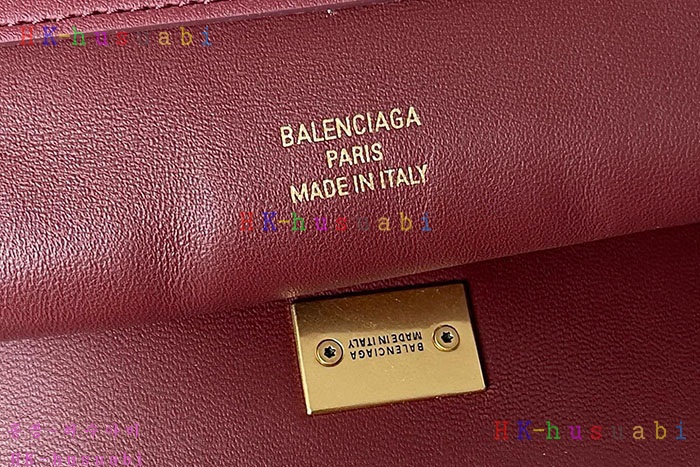 HK-husuabi
BALENCIAGA
PARIS
MADE IN ITALY
HK-husuabi
BALENCIAGA
MADE IN ITALY
HK-husuabi